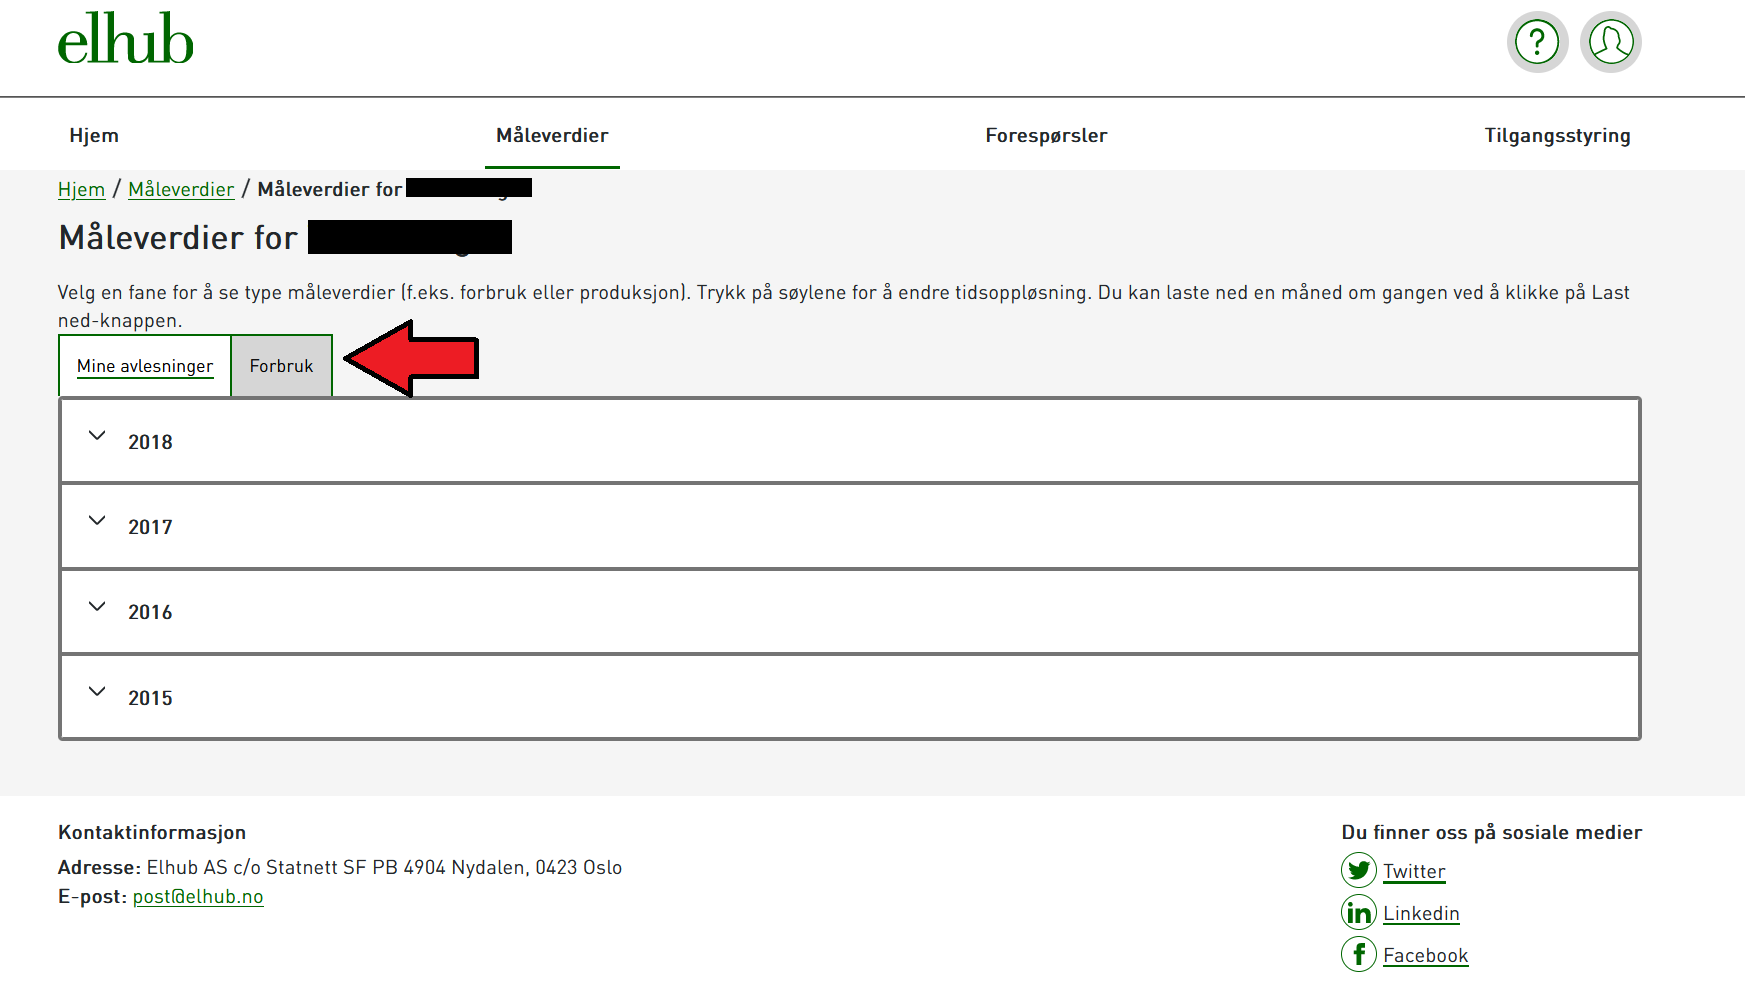 elhub
?
Hjem Måleverdier Forespørsler Tilgangsstyring
Hjem / Måleverdier / Måleverdier for
Måleverdier for
Velg en fane for å se type måleverdier (f.eks. forbruk eller produksjon). Trykk på søylene for å endre tidsoppløsning. Du kan laste ned en måned om gangen ved å klikke på Last
ned-knappen.
Mine avlesninger Forbruk
2018
2017
2016
2015
Kontaktinformasjon
Adresse: Elhub AS c/o Statnett SF PB 4904 Nydalen, 0423 Oslo
E-post: post@elhub.no
Du finner oss på sosiale medier
Twitter
in Linkedin
f Facebook